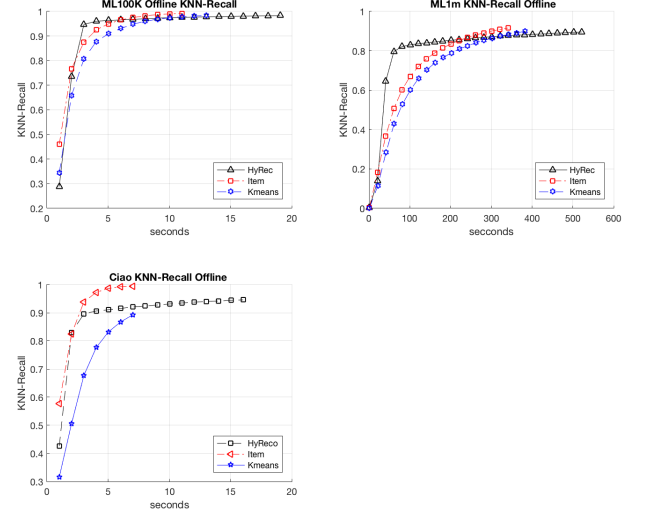 ML100K Offline KNN-Recall
KNN-Recall
1
0.9
0.8
0.7
0.6
0.5
0.4
0.3
0.2
0
5
10
15
20
seconds
HyRec
Item
Kmeans
ML1m KNN-Recall Offline
KNN-Recall
1
0.8
0.6
0.4
0.2
0
0
100
200
300
400
500
600
secconds
HyRec
Item
Kmeans
Ciao KNN-Recall Offline
KNN-Recall
1
0.9
0.8
0.7
0.6
0.5
0.4
0.3
0
5
10
15
20
seconds
HyReco
Item
Kmeans